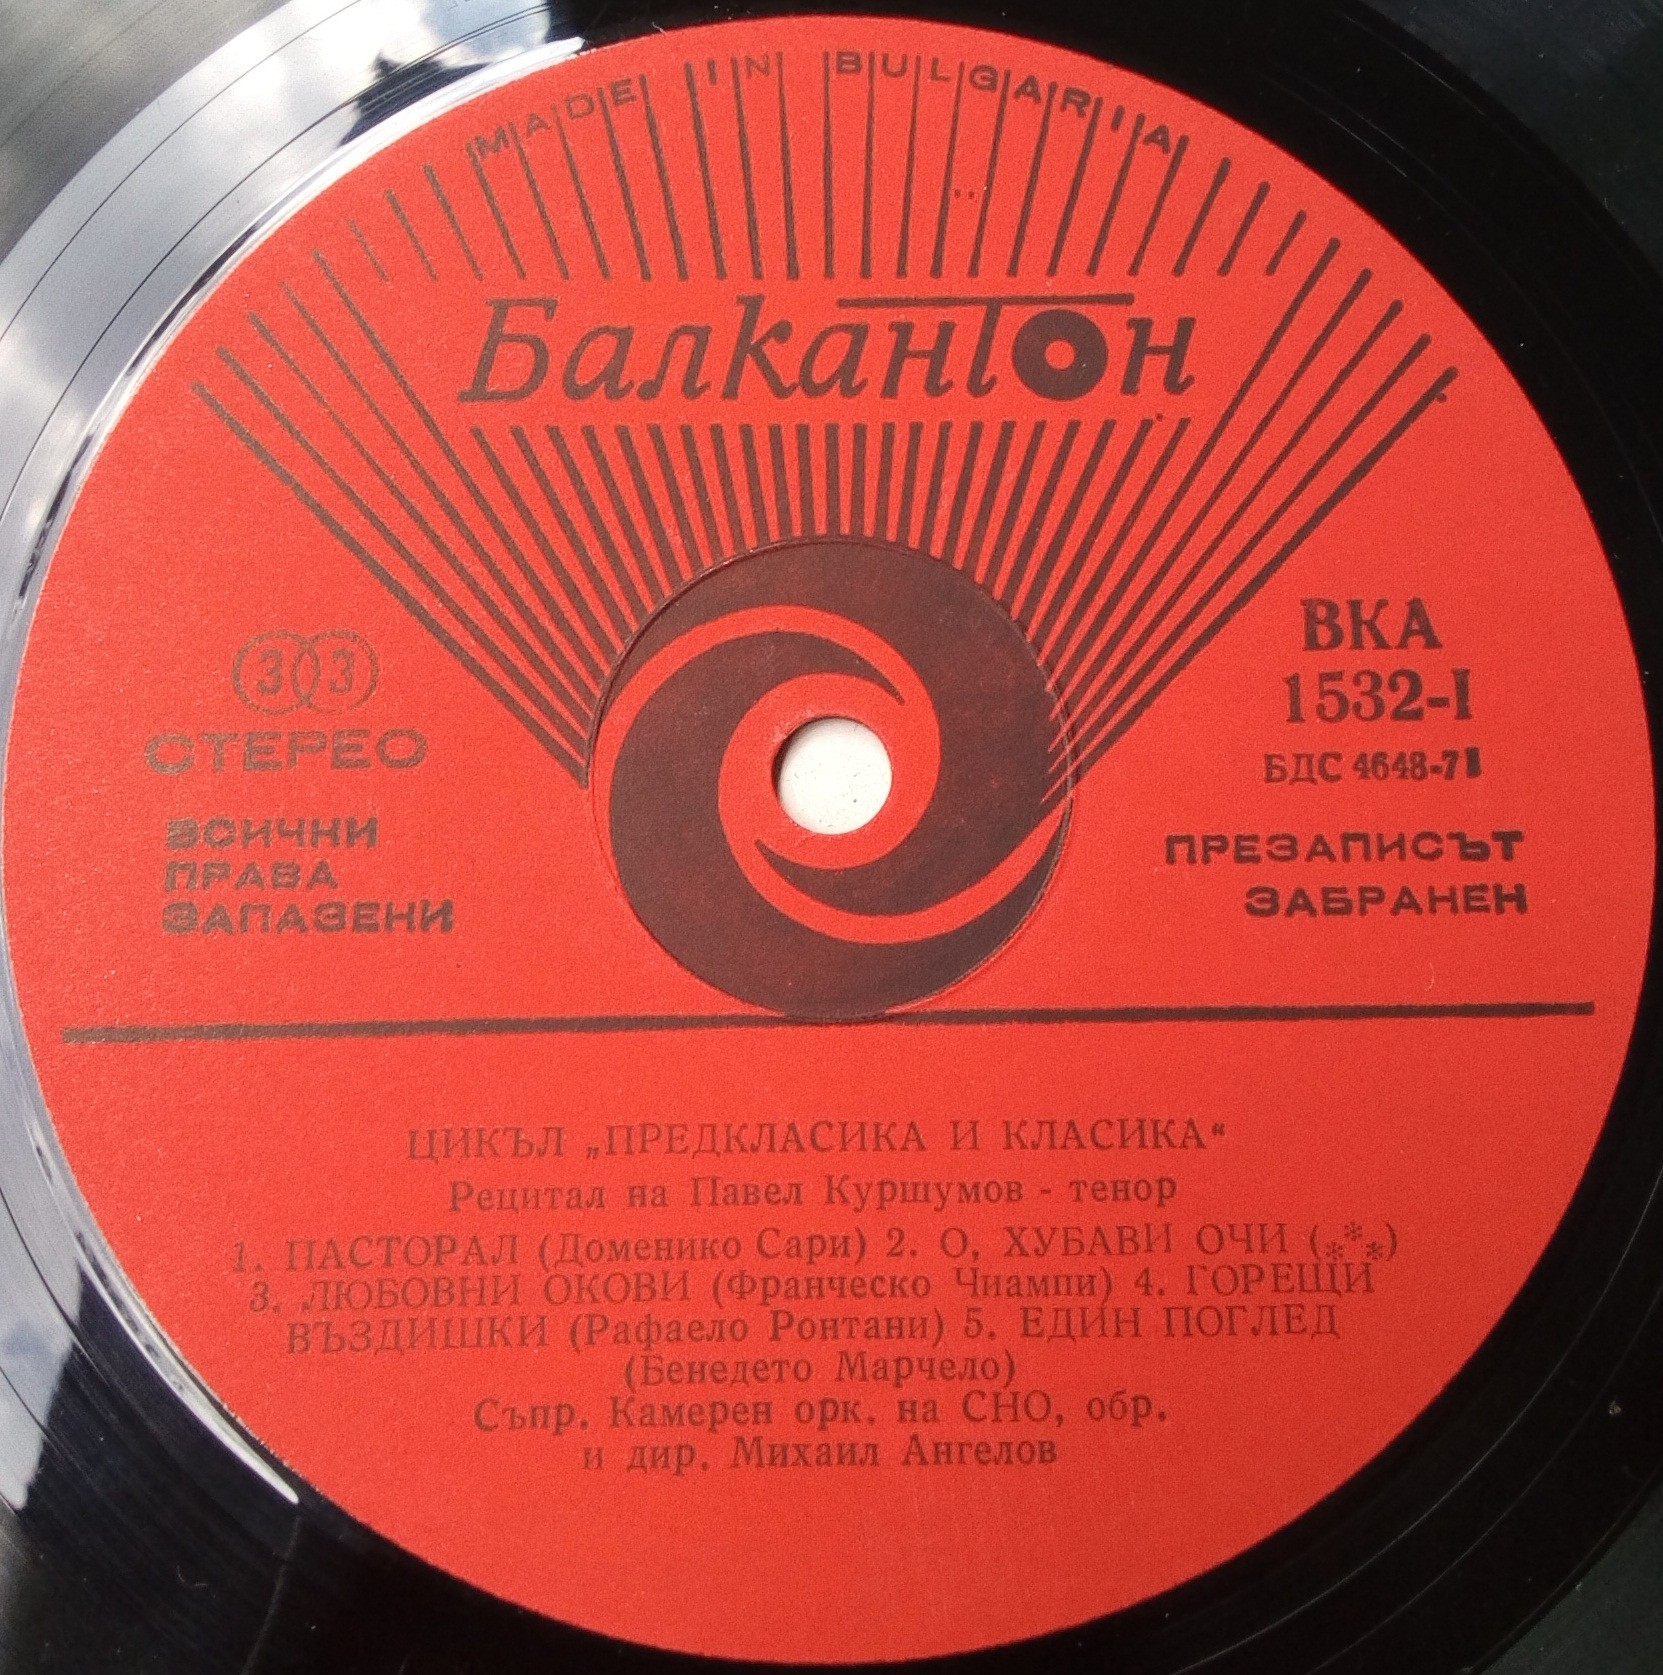 MADE IN BULGARIA
Балкантон
33
СТЕРЕО
ВСИЧКИ
ПРАВА
ЗАПАЗЕНИ
ВКА
1532-I
БДС 4648-71
ПРЕЗАПИСЪТ
ЗАБРАНЕН
ЦИКЪЛ „ПРЕДКЛАСИКА И КЛАСИКА“
Рецитал на Павел Куршумов - тенор
1. ПАСТОРАЛ (Доменико Сари) 2. О, ХУБАВИ ОЧИ (***)
3. ЛЮБОВНИ ОКОВИ (Франческо Чиампи) 4. ГОРЕЩИ
ВЪЗДИШКИ (Рафаело Ронтани) 5. ЕДИН ПОГЛЕД
(Бенедето Марчело)
Съпр. Камерен орк. на СНО, обр.
и дир. Михаил Ангелов